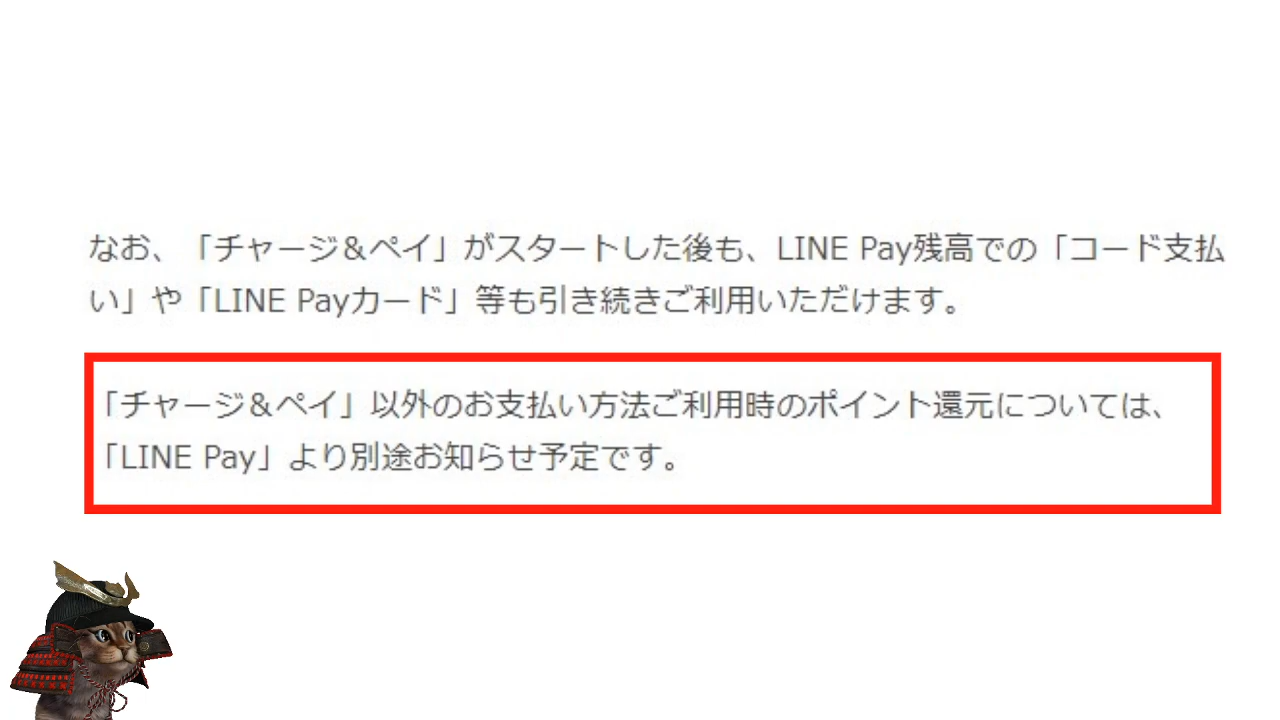 なお、「チャージ＆ペイ」がスタートした後も、LINE Pay残高での「コード支払
い」や「LINE Payカード」等も引き続きご利用いただけます。
「チャージ＆ペイ」以外のお支払い方法ご利用時のポイント還元については、
「LINE Pay」より別途お知らせ予定です。